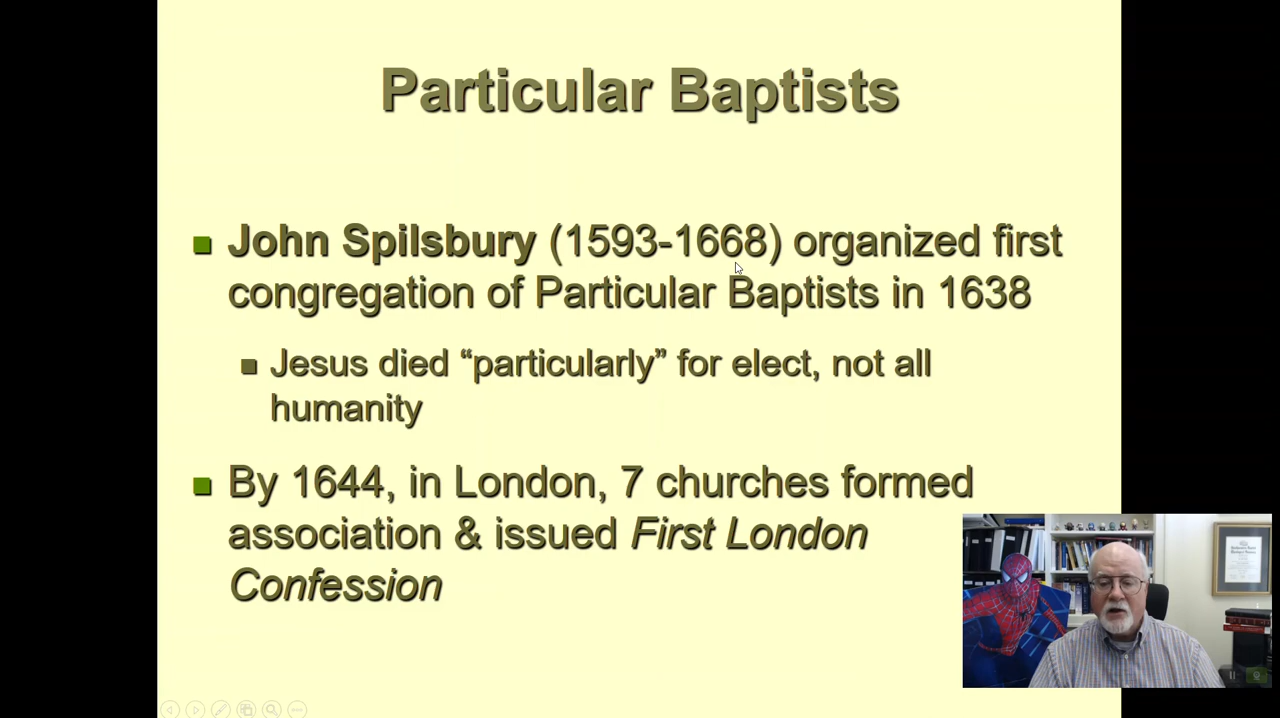 Particular Baptists
John Spilsbury (1593-1668) organized first
congregation of Particular Baptists in 1638
Jesus died “particularly” for elect, not all
humanity
By 1644, in London, 7 churches formed
association & issued First London
Confession